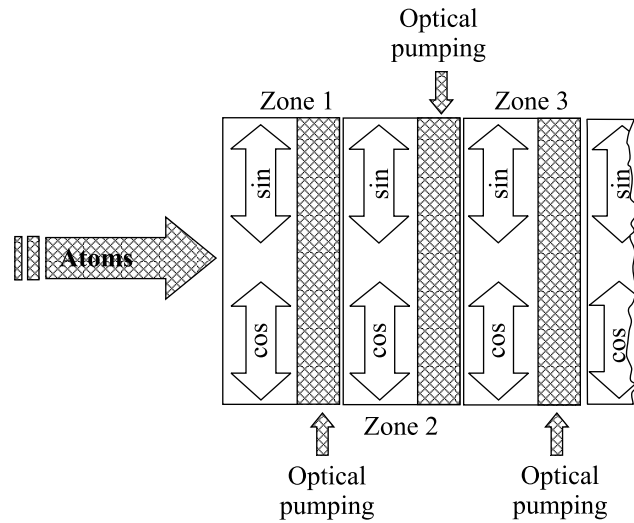 Optical
pumping
Zone 1
Zone 3
sin
sin
sin
sin
Atoms
cos
cos
cos
cos
Zone 2
Optical
pumping
Optical
pumping